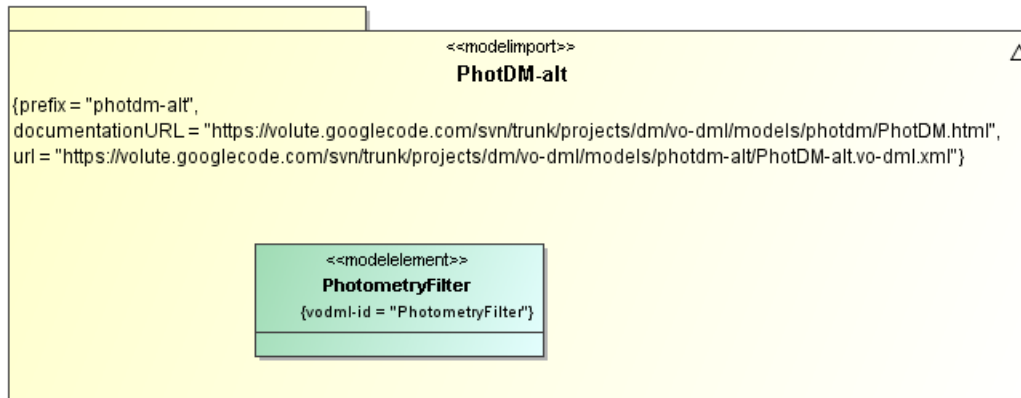 <<modelimport>>
PhotDM-alt
{prefix = "photdm-alt",
documentationURL = "https://volute.googlecode.com/svn/trunk/projects/dm/vo-dml/models/photdm/PhotDM.html",
url = "https://volute.googlecode.com/svn/trunk/projects/dm/vo-dml/models/photdm-alt/PhotDM-alt.vo-dml.xml"}
<<modelelement>>
PhotometryFilter
{vodml-id = "PhotometryFilter"}